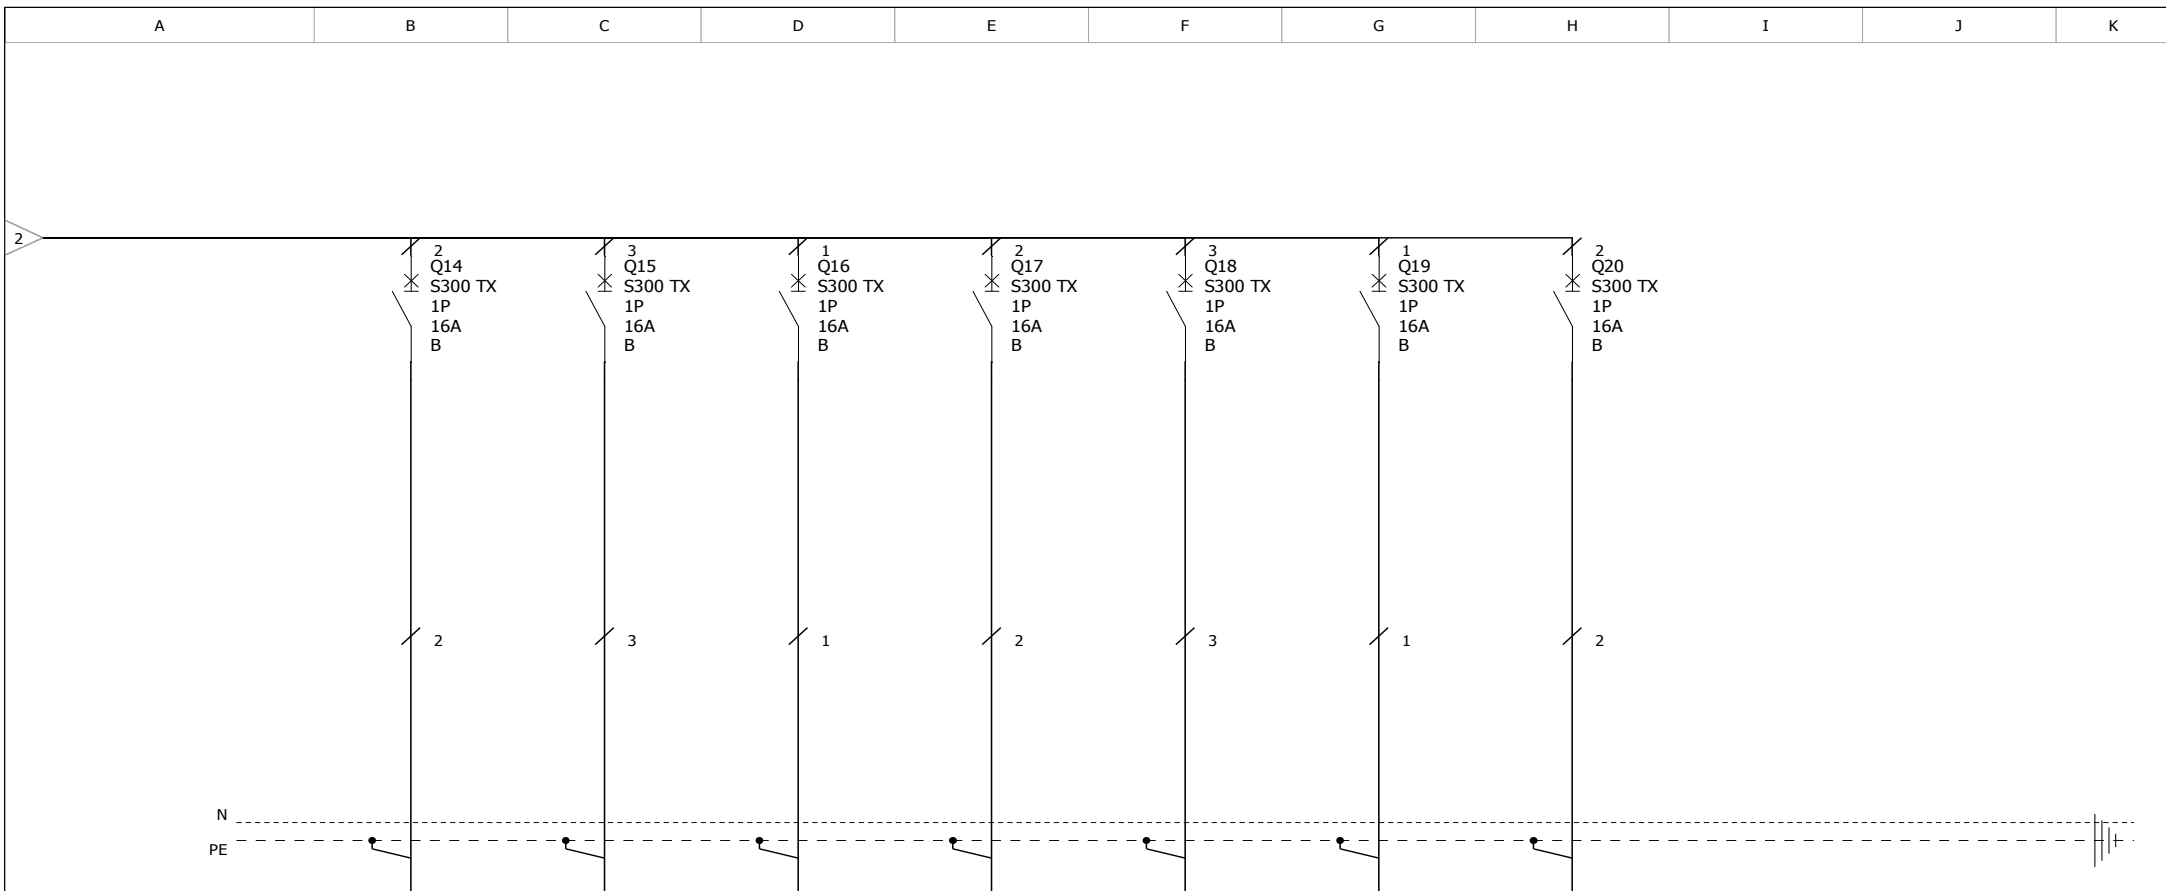 A B C D E F G H I J K
2
2 3 1 2 3 1 2
Q14 Q15 Q16 Q17 Q18 Q19 Q20
S300 TX S300 TX S300 TX S300 TX S300 TX S300 TX S300 TX
1P 1P 1P 1P 1P 1P 1P
16A 16A 16A 16A 16A 16A 16A
B B B B B B B
2 3 1 2 3 1 2
N
PE